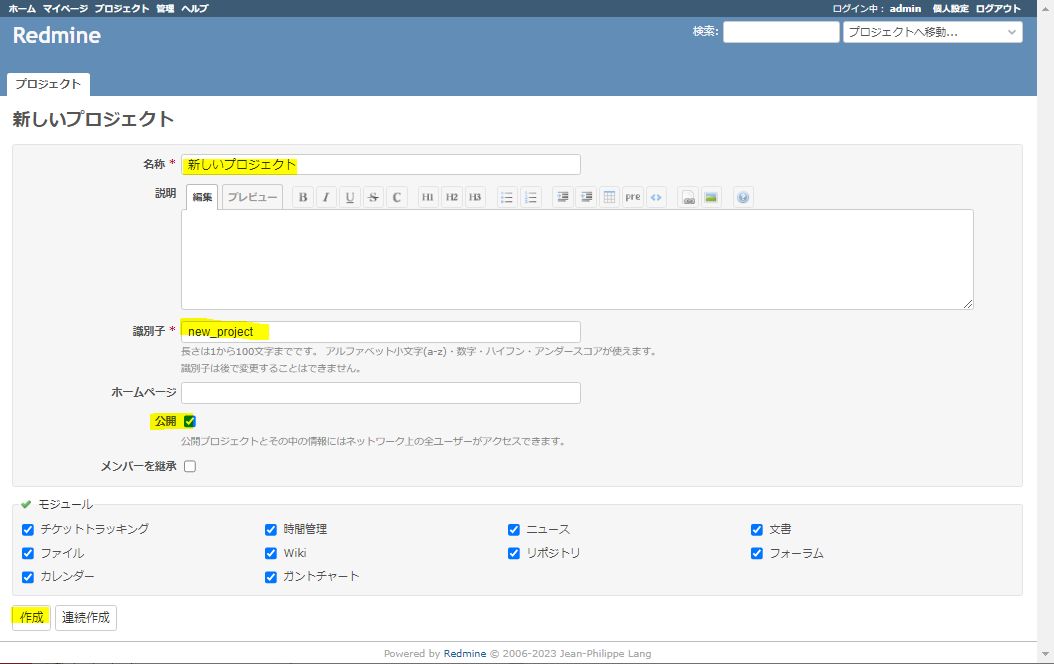 ホーム マイページ プロジェクト 管理 ヘルプ ログイン中: admin 個人設定 ログアウト
Redmine 検索: プロジェクトへ移動...
プロジェクト
新しいプロジェクト
名称 * 新しいプロジェクト
説明 編集 プレビュー B I U S C H1 H2 H3 pre <>
識別子 * new_project
長さは1から100文字までです。 アルファベット小文字(a-z)・数字・ハイフン・アンダースコアが使えます。
識別子は後で変更することはできません。
ホームページ
公開
公開プロジェクトとその中の情報にはネットワーク上の全ユーザーがアクセスできます。
メンバーを継承
モジュール
チケットトラッキング 時間管理 ニュース 文書
ファイル Wiki リポジトリ フォーラム
カレンダー ガントチャート
作成 連続作成
Powered by Redmine © 2006-2023 Jean-Philippe Lang